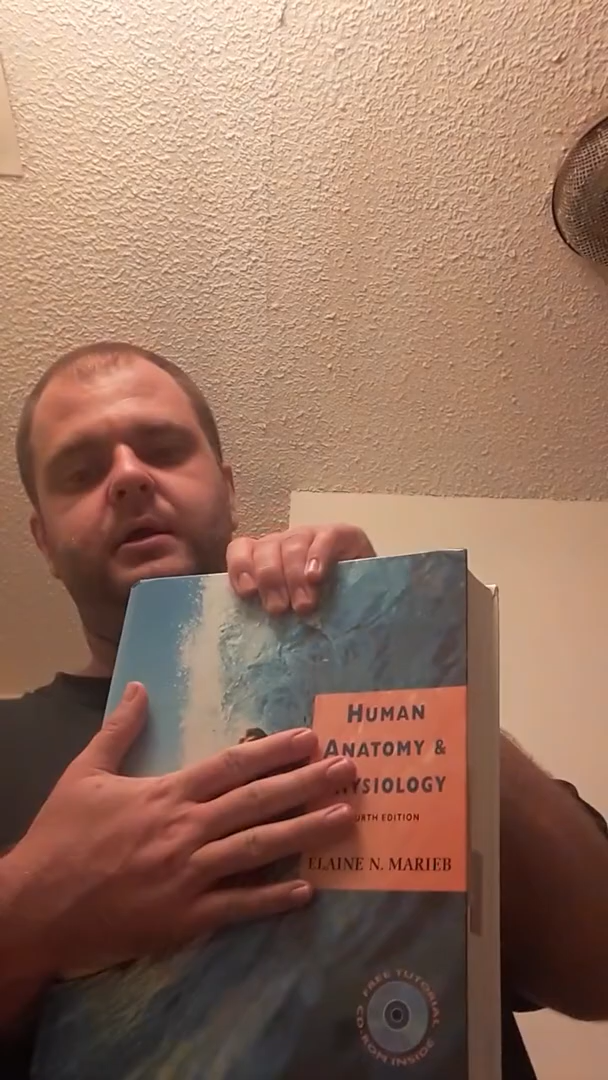 HUMAN
ANATOMY &
YSIOLOGY
URTH EDITION
ELAINE N. MARIEB
FREE TUTORIAL
CD-ROM INSIDE